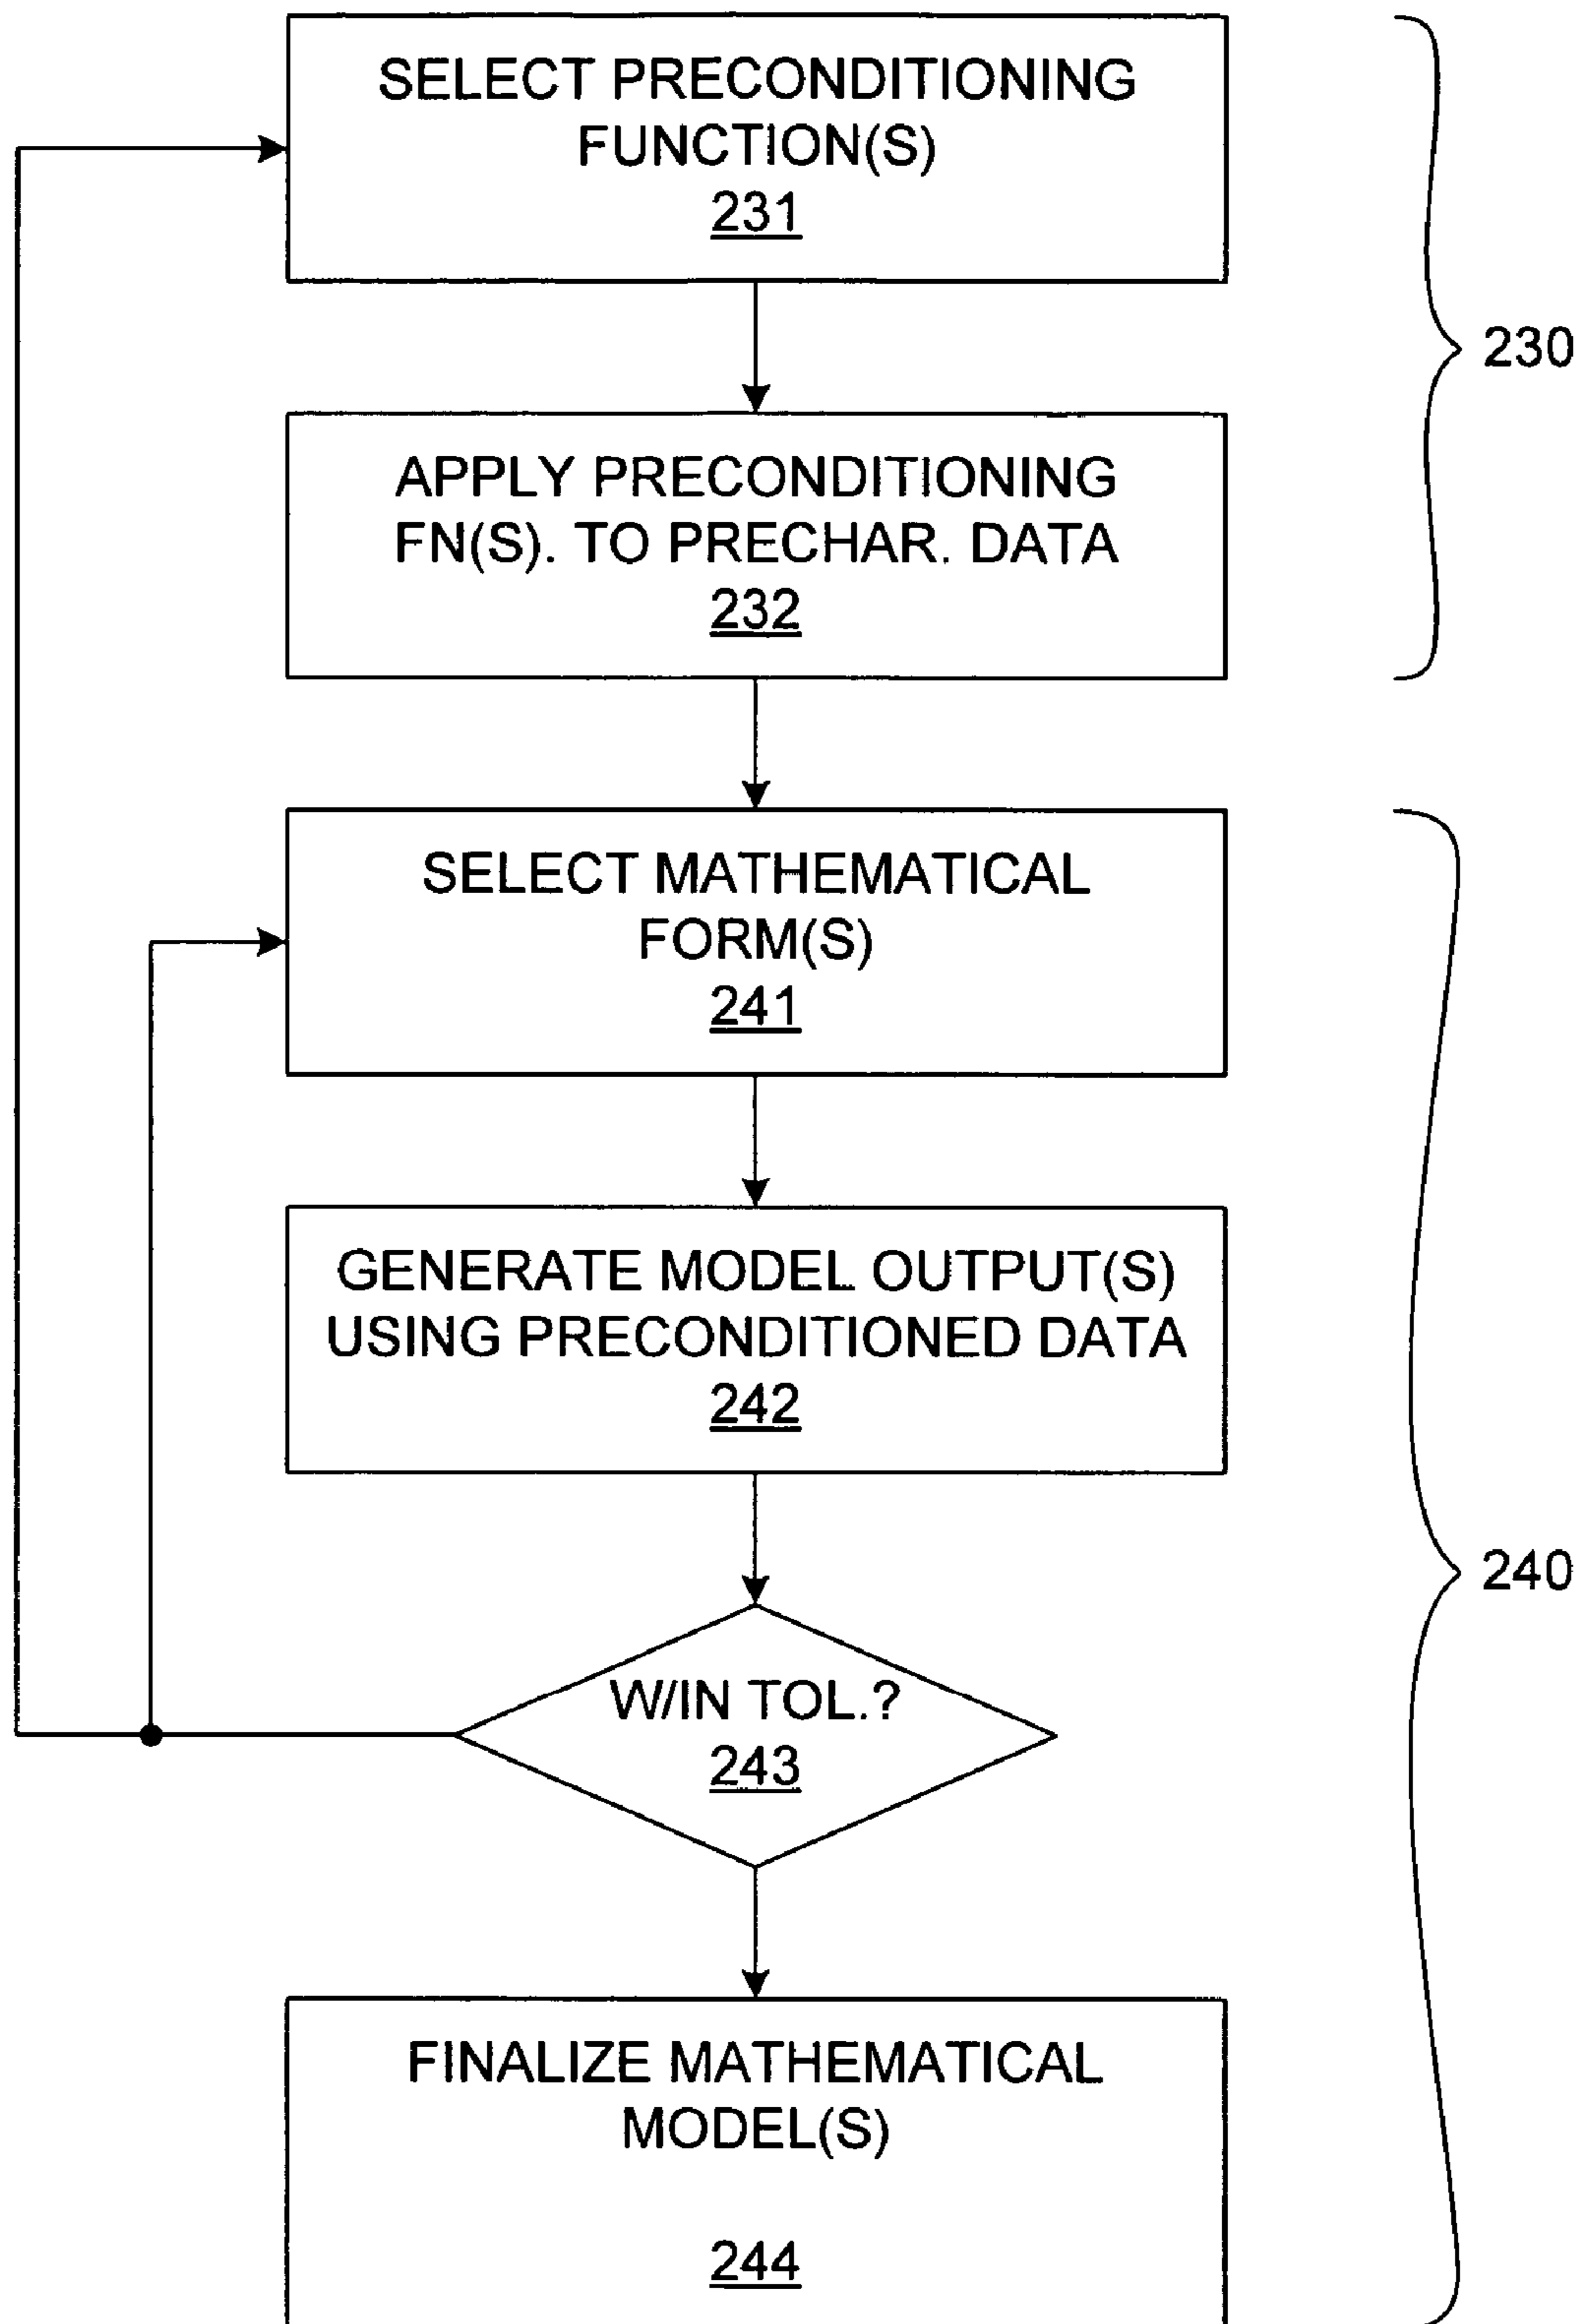 SELECT PRECONDITIONING
FUNCTION(S)
231
230
APPLY PRECONDITIONING
FN(S). TO PRECHAR. DATA
232
SELECT MATHEMATICAL
FORM(S)
241
GENERATE MODEL OUTPUT(S)
USING PRECONDITIONED DATA
242
240
W/IN TOL.?
243
FINALIZE MATHEMATICAL
MODEL(S)
244